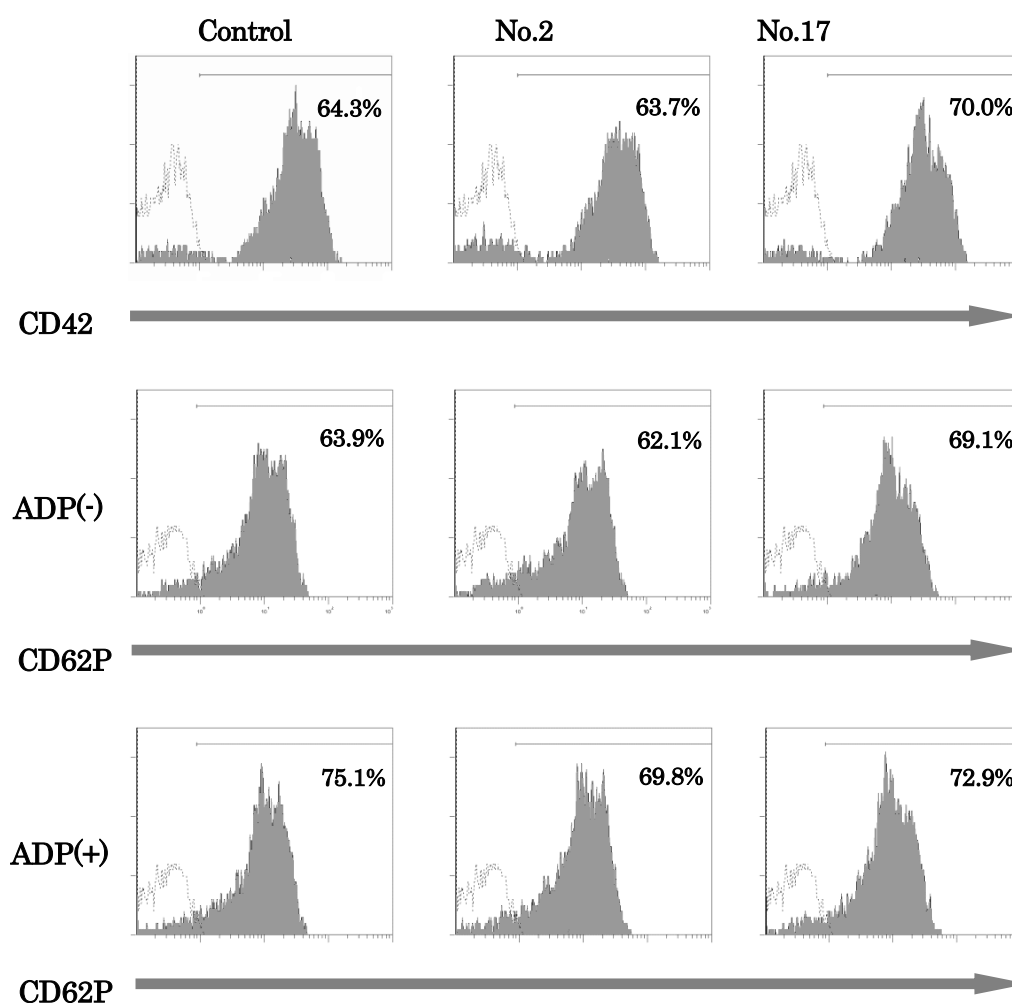 Control No.2 No.17
64.3% 63.7% 70.0%
CD42
63.9% 62.1% 69.1%
ADP(-)
CD62P
75.1% 69.8% 72.9%
ADP(+)
CD62P